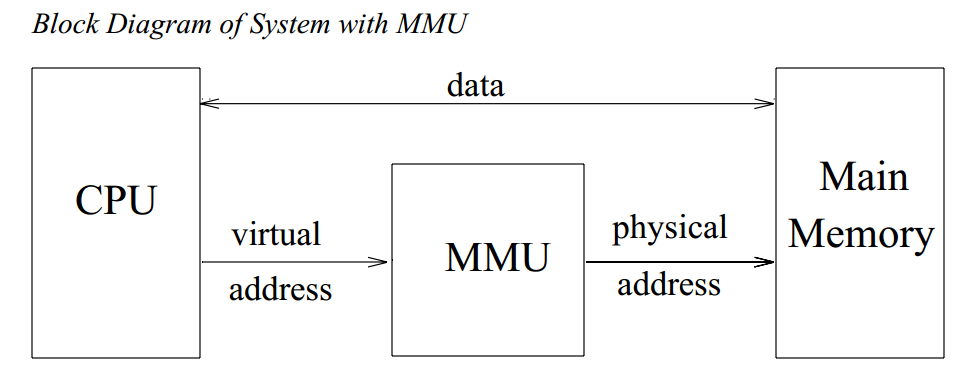 Block Diagram of System with MMU
data
CPU
virtual
address
MMU
physical
address
Main
Memory